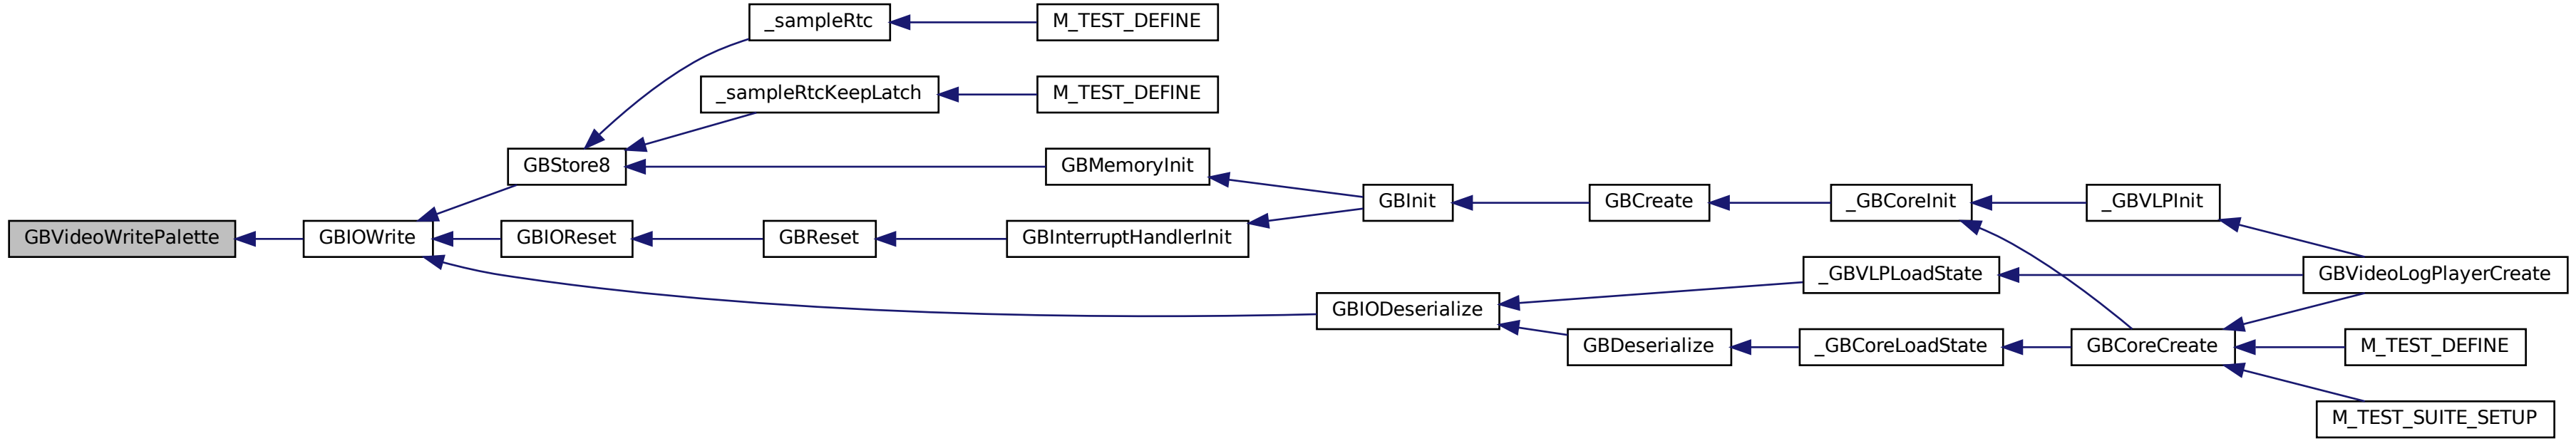 _sampleRtc
M_TEST_DEFINE
_sampleRtcKeepLatch
M_TEST_DEFINE
GBStore8
GBMemoryInit
GBInit
GBCreate
_GBCoreInit
_GBVLPInit
GBVideoWritePalette
GBIOWrite
GBIOReset
GBReset
GBInterruptHandlerInit
_GBVLPLoadState
GBVideoLogPlayerCreate
GBIODeserialize
GBDeserialize
_GBCoreLoadState
GBCoreCreate
M_TEST_DEFINE
M_TEST_SUITE_SETUP